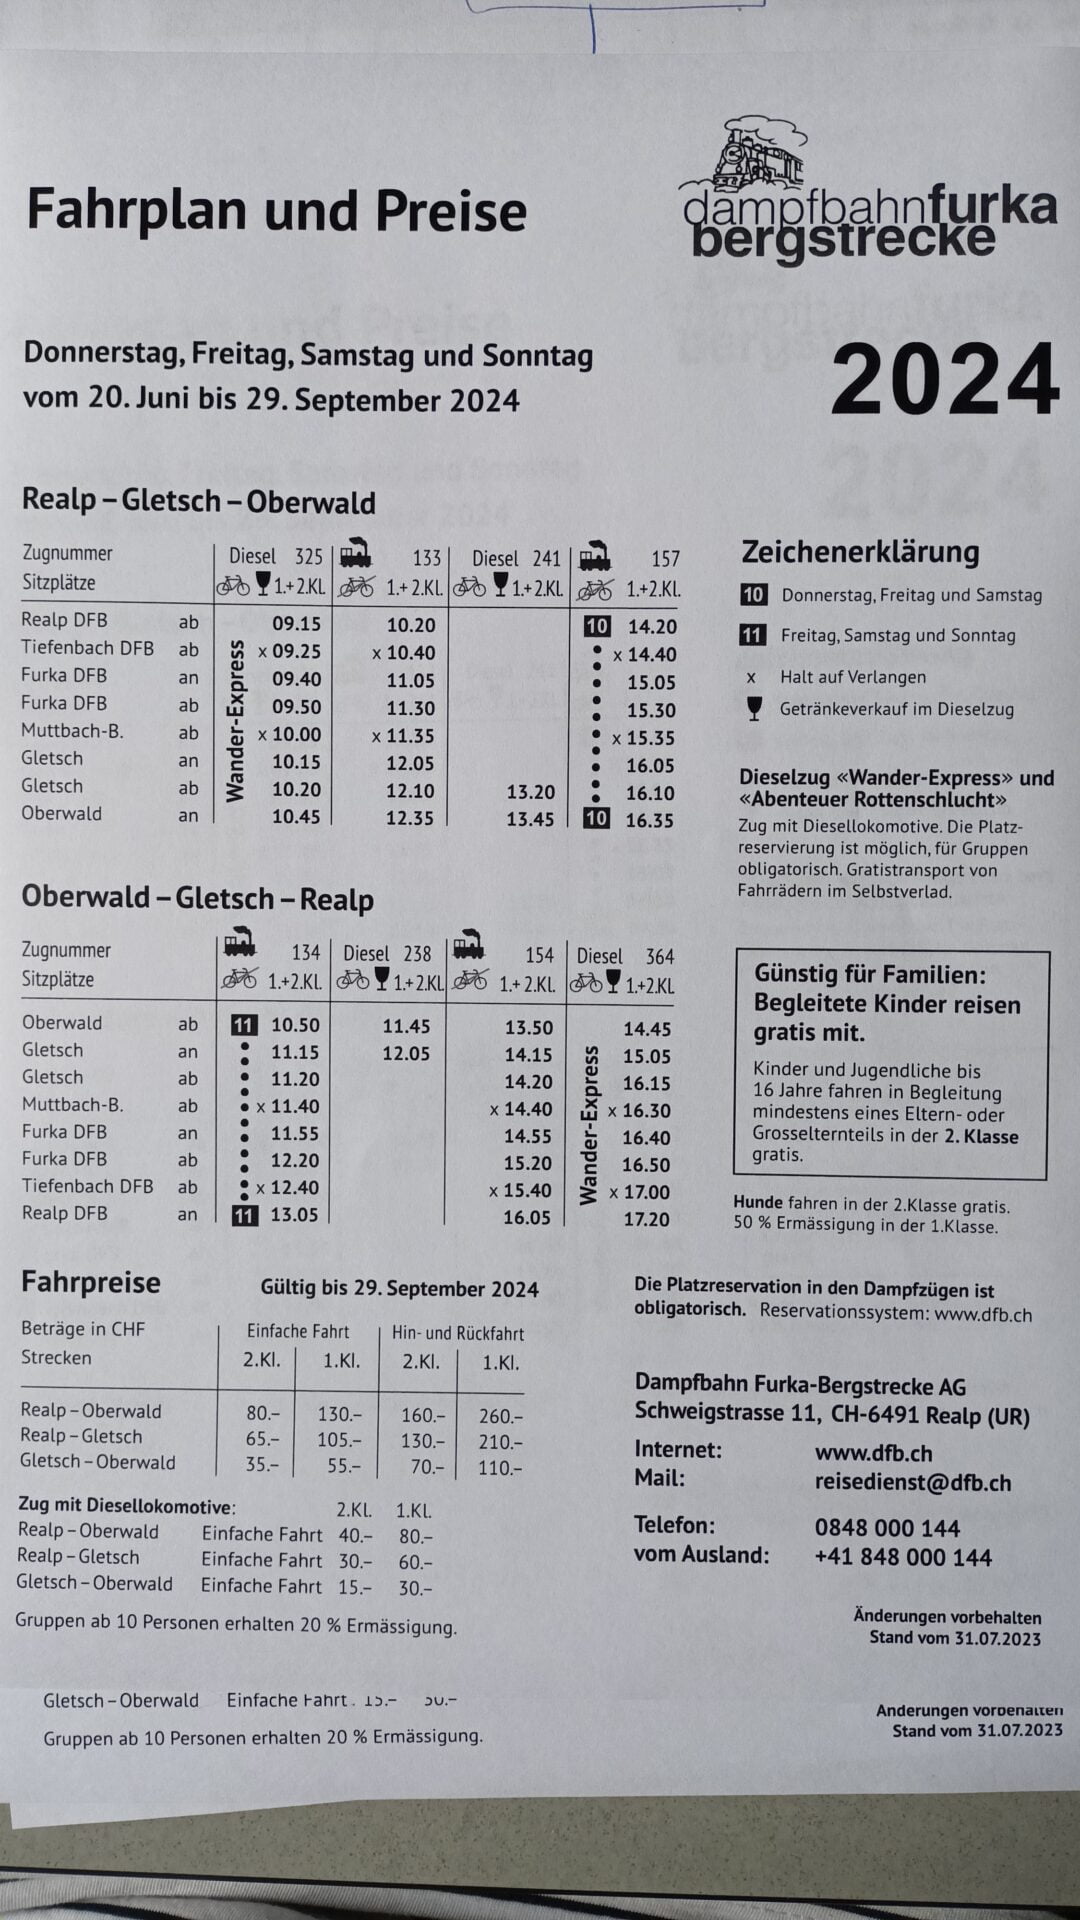 dampfbahnfurka
bergstrecke
Fahrplan und Preise
Donnerstag, Freitag, Samstag und Sonntag
vom 20. Juni bis 29. September 2024
2024
Realp – Gletsch – Oberwald
Zugnummer Diesel 325 133 Diesel 241 157
Sitzplätze 1.+2.KL 1.+2.KL. 1.+2.KL 1.+2.KL.
Realp DFB ab 09.15 10.20 10 14.20
Tiefenbach DFB ab x 09.25 x 10.40 x 14.40
Furka DFB an 09.40 11.05 15.05
Furka DFB ab 09.50 11.30 15.30
Muttbach-B. ab x 10.00 x 11.35 x 15.35
Gletsch an 10.15 12.05 16.05
Gletsch ab 10.20 12.10 13.20 16.10
Oberwald an 10.45 12.35 13.45 10 16.35
Wander-Express
Zeichenerklärung
10 Donnerstag, Freitag und Samstag
11 Freitag, Samstag und Sonntag
x Halt auf Verlangen
Getränkeverkauf im Dieselzug
Dieselzug «Wander-Express» und
«Abenteuer Rottenschlucht»
Zug mit Diesellokomotive. Die Platz-
reservierung ist möglich, für Gruppen
obligatorisch. Gratistransport von
Fahrrädern im Selbstverlad.
Oberwald – Gletsch – Realp
Zugnummer 134 Diesel 238 154 Diesel 364
Sitzplätze 1.+2.KL. 1.+2.KL 1.+2.KL. 1.+2.KL
Oberwald ab 11 10.50 11.45 13.50 14.45
Gletsch an 11.15 12.05 14.15 15.05
Gletsch ab 11.20 14.20 16.15
Muttbach-B. ab x 11.40 x 14.40 x 16.30
Furka DFB an 11.55 14.55 16.40
Furka DFB ab 12.20 15.20 16.50
Tiefenbach DFB ab x 12.40 x 15.40 x 17.00
Realp DFB an 11 13.05 16.05 17.20
Wander-Express
Günstig für Familien:
Begleitete Kinder reisen
gratis mit.
Kinder und Jugendliche bis
16 Jahre fahren in Begleitung
mindestens eines Eltern- oder
Grosselternteils in der 2. Klasse
gratis.
Hunde fahren in der 2.Klasse gratis.
50 % Ermässigung in der 1.Klasse.
Fahrpreise Gültig bis 29. September 2024
Beträge in CHF Einfache Fahrt Hin- und Rückfahrt
Strecken 2.Kl. 1.Kl. 2.Kl. 1.Kl.
Realp – Oberwald 80.– 130.– 160.– 260.–
Realp – Gletsch 65.– 105.– 130.– 210.–
Gletsch – Oberwald 35.– 55.– 70.– 110.–
Zug mit Diesellokomotive: 2.KL. 1.KL.
Realp – Oberwald Einfache Fahrt 40.– 80.–
Realp – Gletsch Einfache Fahrt 30.– 60.–
Gletsch – Oberwald Einfache Fahrt 15.– 30.–
Gruppen ab 10 Personen erhalten 20 % Ermässigung.
Die Platzreservation in den Dampfzügen ist
obligatorisch. Reservationssystem: www.dfb.ch
Dampfbahn Furka-Bergstrecke AG
Schweigstrasse 11, CH-6491 Realp (UR)
Internet: www.dfb.ch
Mail: reisedienst@dfb.ch
Telefon: 0848 000 144
vom Ausland: +41 848 000 144
Änderungen vorbehalten
Stand vom 31.07.2023
Gletsch – Oberwald Einfache Fahrt 15.– 30.–
Gruppen ab 10 Personen erhalten 20 % Ermässigung.
Änderungen vorbehalten
Stand vom 31.07.2023